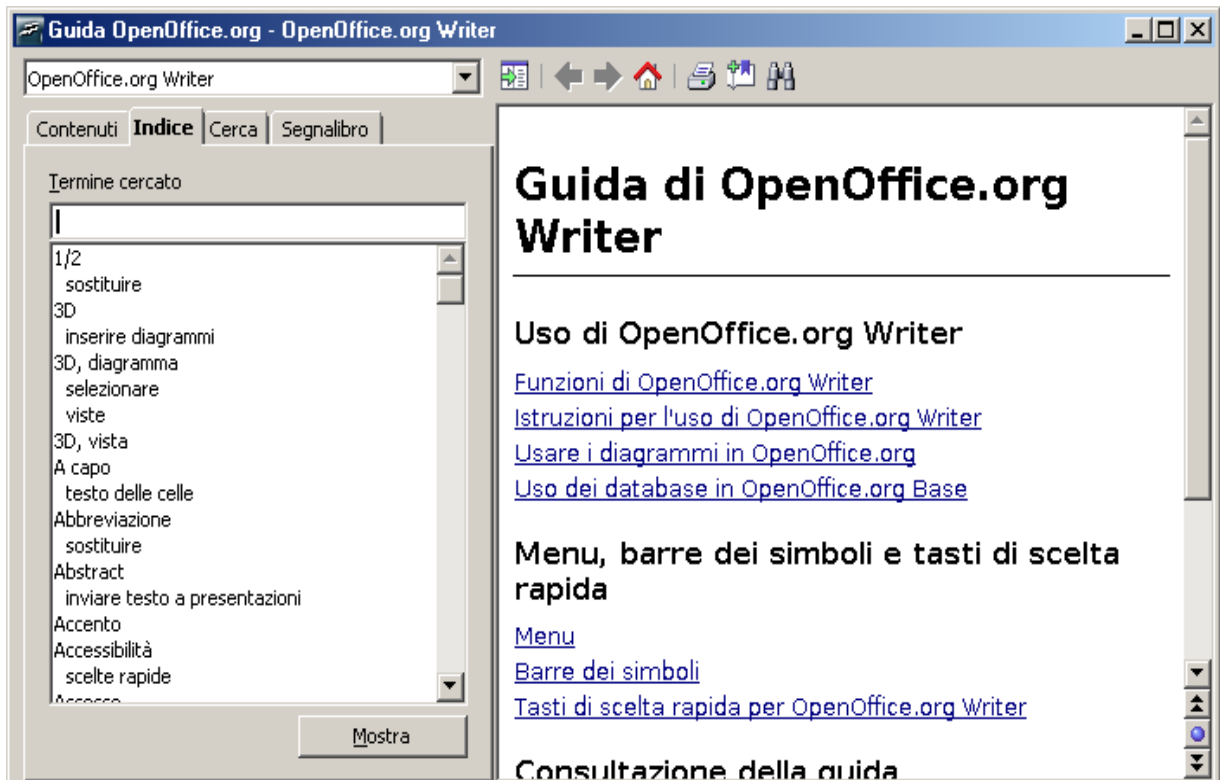 Guida OpenOffice.org - OpenOffice.org Writer
OpenOffice.org Writer
Contenuti Indice Cerca Segnalibro
Termine cercato
1/2
sostituire
3D
inserire diagrammi
3D, diagramma
selezionare
viste
3D, vista
A capo
testo delle celle
Abbreviazione
sostituire
Abstract
inviare testo a presentazioni
Accento
Accessibilità
scelte rapide
Accesso
Mostra
Guida di OpenOffice.org
Writer
Uso di OpenOffice.org Writer
Funzioni di OpenOffice.org Writer
Istruzioni per l'uso di OpenOffice.org Writer
Usare i diagrammi in OpenOffice.org
Uso dei database in OpenOffice.org Base
Menu, barre dei simboli e tasti di scelta
rapida
Menu
Barre dei simboli
Tasti di scelta rapida per OpenOffice.org Writer
Consultazione della guida